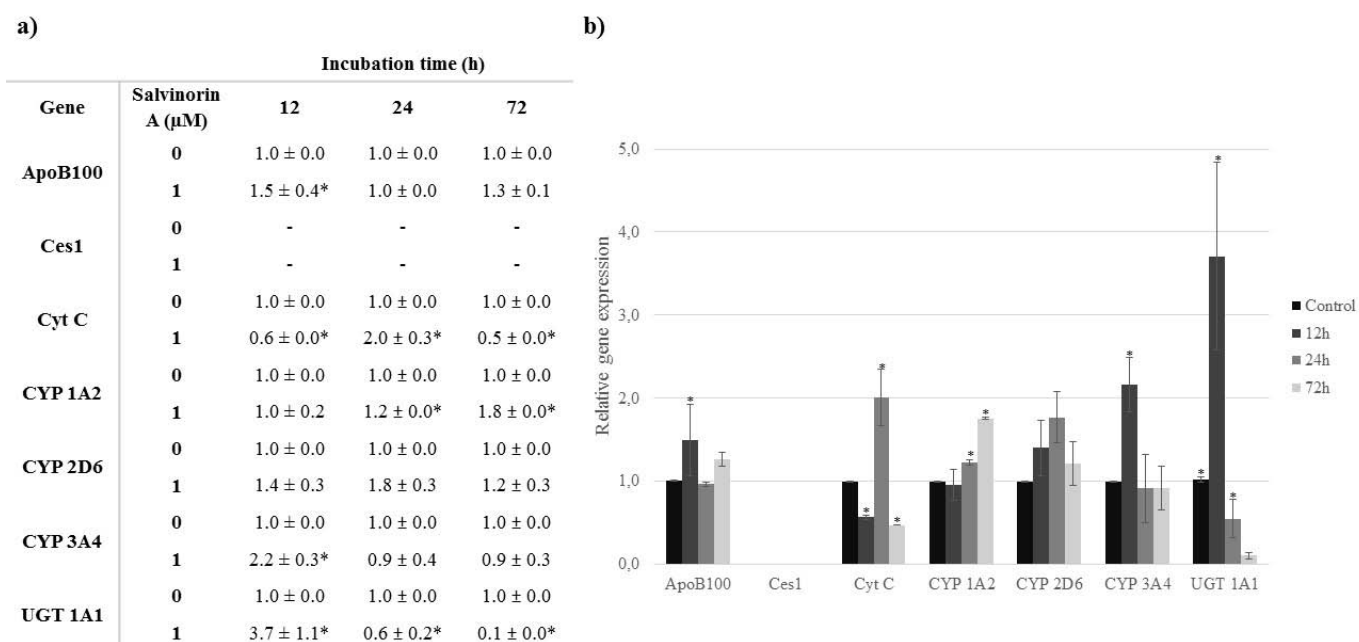 a)
Incubation time (h)
Gene Salvinorin A (µM) 12 24 72
ApoB100 0 1.0 ± 0.0 1.0 ± 0.0 1.0 ± 0.0
1 1.5 ± 0.4* 1.0 ± 0.0 1.3 ± 0.1
Ces1 0 - - -
1 - - -
Cyt C 0 1.0 ± 0.0 1.0 ± 0.0 1.0 ± 0.0
1 0.6 ± 0.0* 2.0 ± 0.3* 0.5 ± 0.0*
CYP 1A2 0 1.0 ± 0.0 1.0 ± 0.0 1.0 ± 0.0
1 1.0 ± 0.2 1.2 ± 0.0* 1.8 ± 0.0*
CYP 2D6 0 1.0 ± 0.0 1.0 ± 0.0 1.0 ± 0.0
1 1.4 ± 0.3 1.8 ± 0.3 1.2 ± 0.3
CYP 3A4 0 1.0 ± 0.0 1.0 ± 0.0 1.0 ± 0.0
1 2.2 ± 0.3* 0.9 ± 0.4 0.9 ± 0.3
UGT 1A1 0 1.0 ± 0.0 1.0 ± 0.0 1.0 ± 0.0
1 3.7 ± 1.1* 0.6 ± 0.2* 0.1 ± 0.0*
b)
Relative gene expression
5,0
4,0
3,0
2,0
1,0
0,0
* * * * * * * * * *
ApoB100 Ces1 Cyt C CYP 1A2 CYP 2D6 CYP 3A4 UGT 1A1
Control
12h
24h
72h